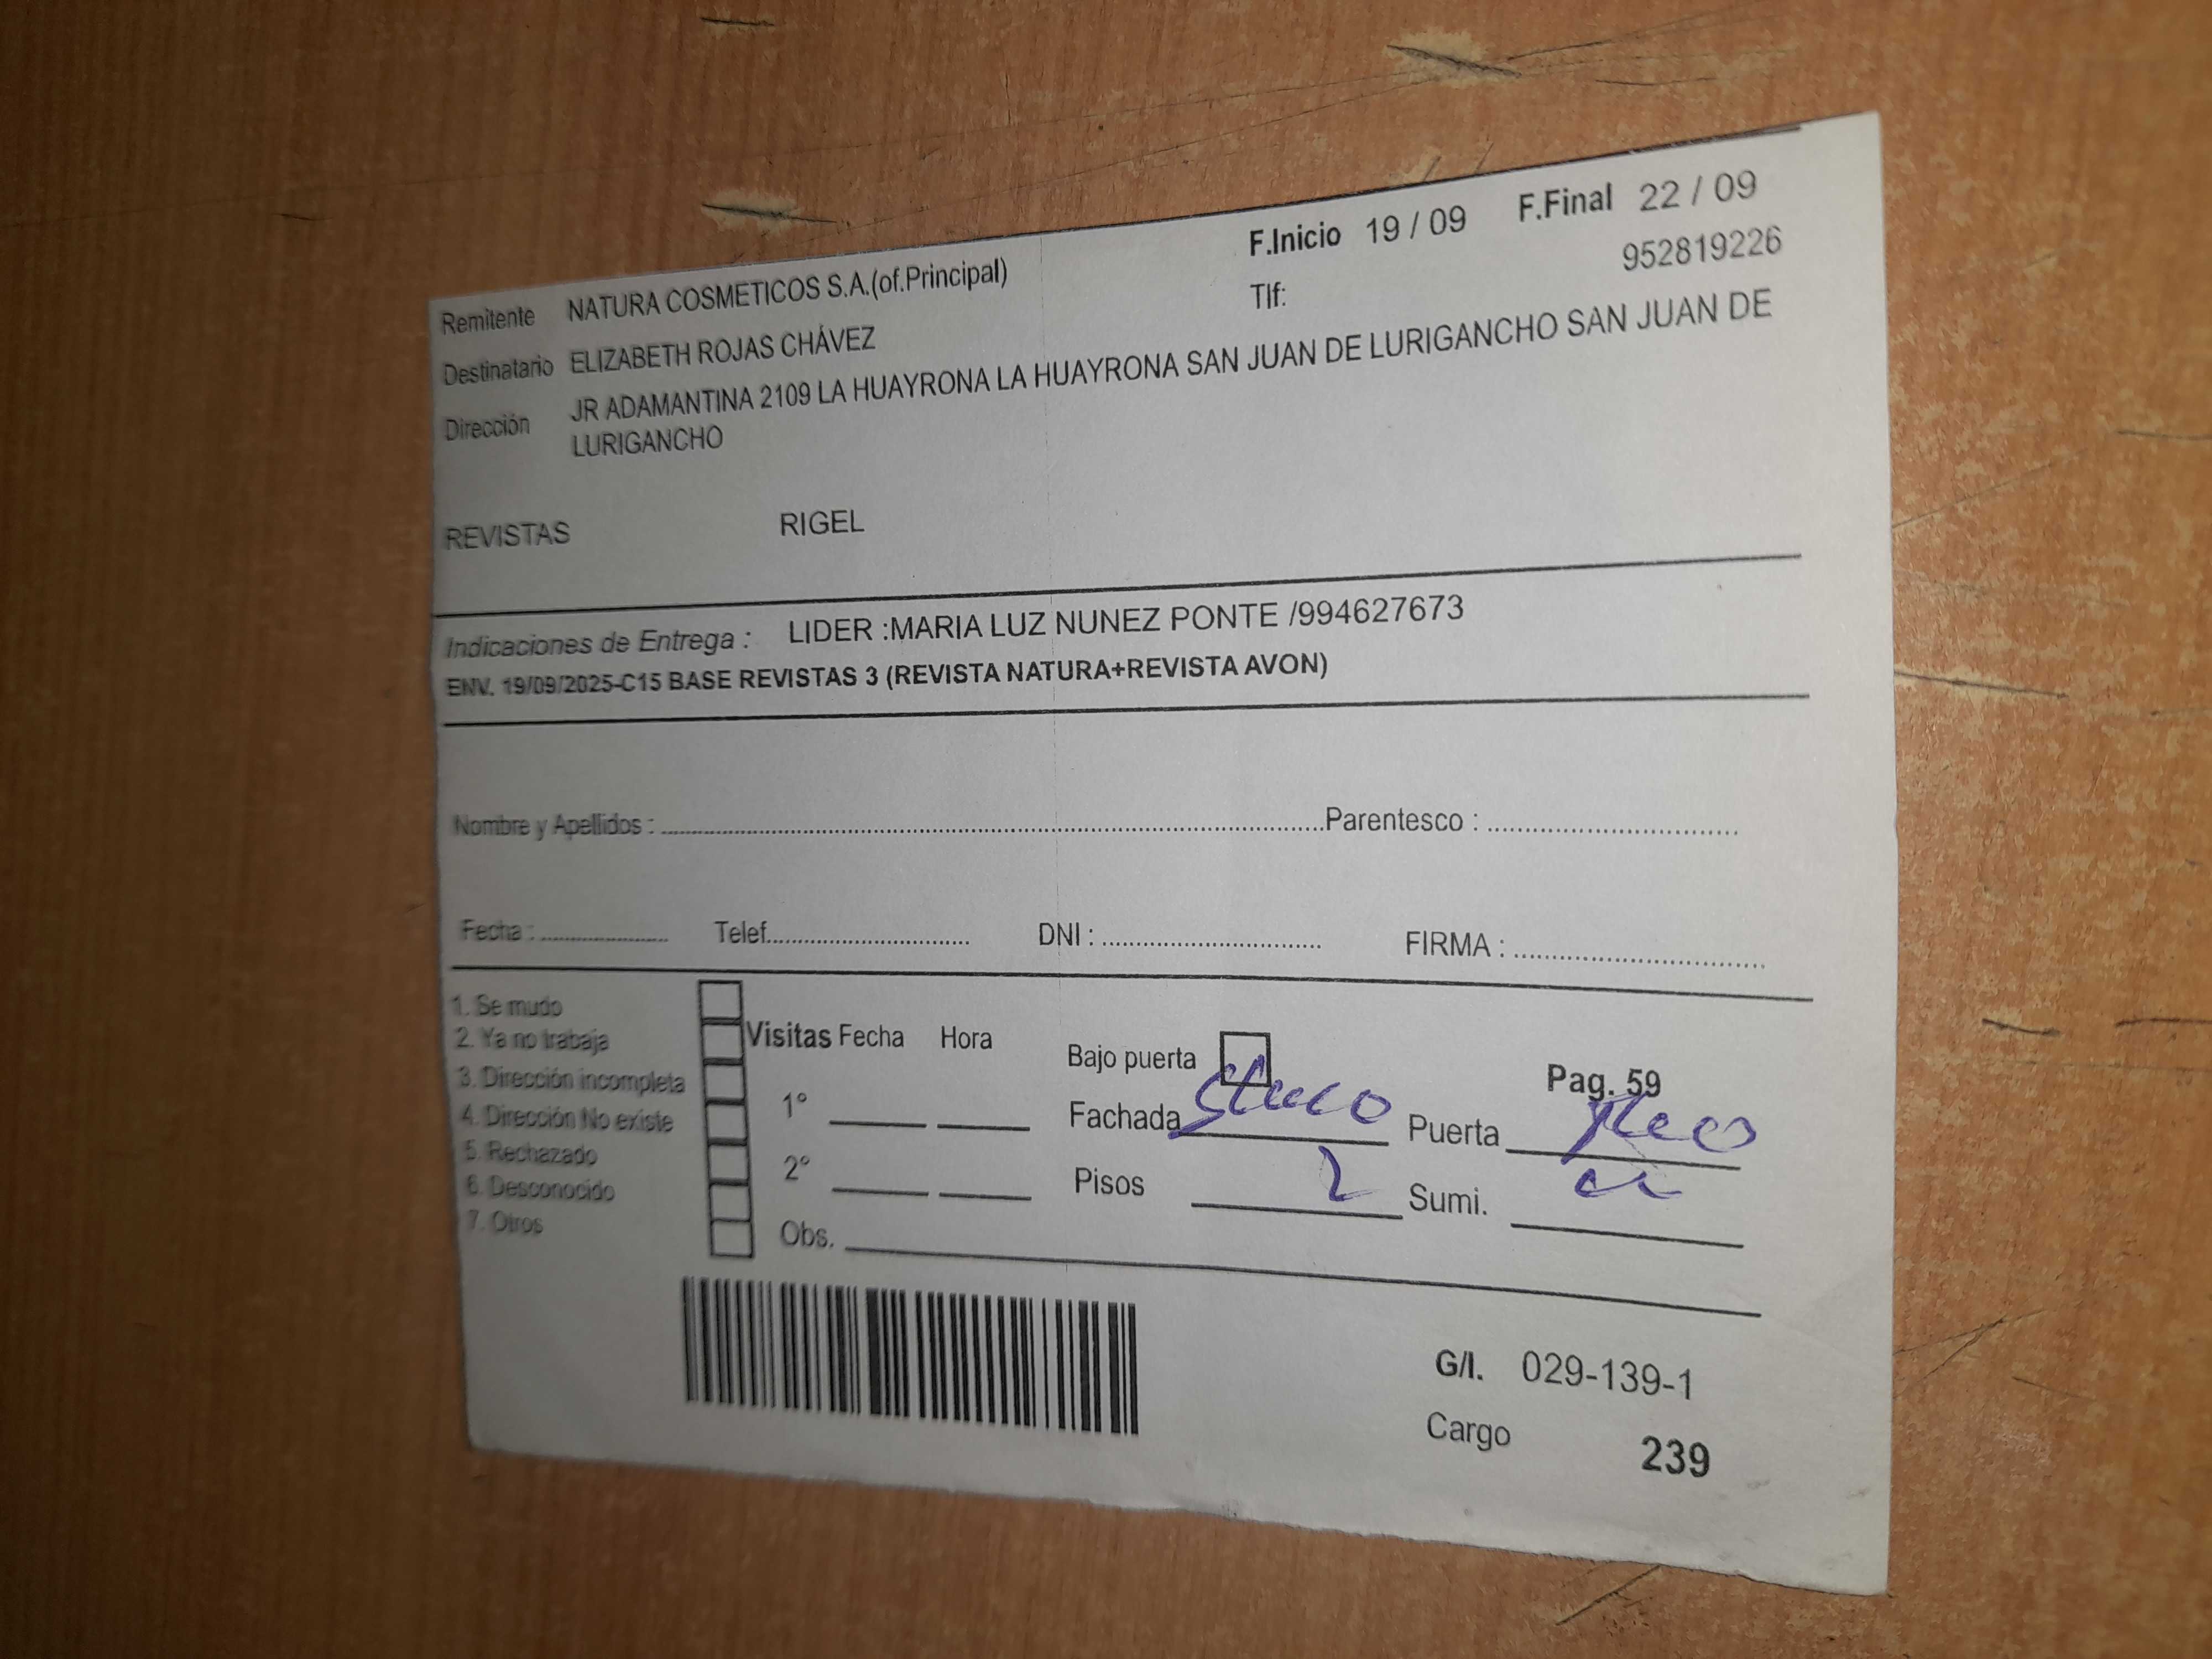 F.Inicio 19 / 09 F.Final 22 / 09
Remitente NATURA COSMETICOS S.A.(of.Principal)
Tlf: 952819226
Destinatario ELIZABETH ROJAS CHÁVEZ
Dirección JR ADAMANTINA 2109 LA HUAYRONA LA HUAYRONA SAN JUAN DE LURIGANCHO SAN JUAN DE
LURIGANCHO
REVISTAS RIGEL
Indicaciones de Entrega : LIDER :MARIA LUZ NUNEZ PONTE /994627673
ENV. 19/09/2025-C15 BASE REVISTAS 3 (REVISTA NATURA+REVISTA AVON)
Nombre y Apellidos : Parentesco :
Fecha : Telef. DNI : FIRMA :
1. Se mudo
2. Ya no trabaja
3. Dirección incompleta
4. Dirección No existe
5. Rechazado
6. Desconocido
7. Otros
Visitas Fecha Hora
1°
2°
Obs.
Bajo puerta Pag. 59
Fachada Puerta
Pisos 2 Sumi.
G/I. 029-139-1
Cargo 239